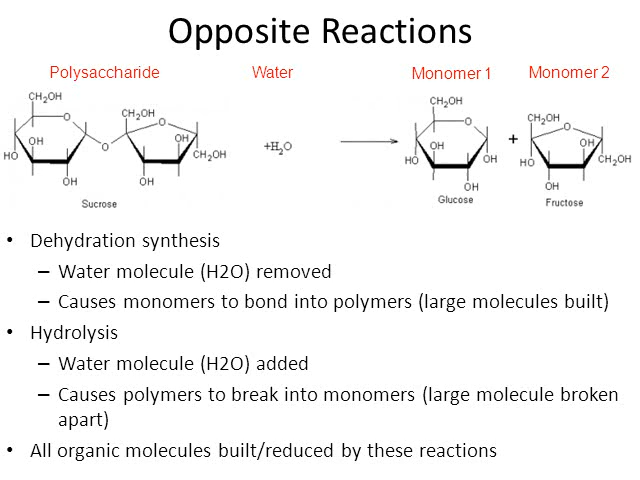 Opposite Reactions
Polysaccharide Water Monomer 1 Monomer 2
CH₂OH O CH₂OH O OH HO OH O CH₂OH OH OH
+H₂O
CH₂OH O OH HO OH OH
+
CH₂OH O OH HO CH₂OH OH
Sucrose Glucose Fructose
• Dehydration synthesis
– Water molecule (H2O) removed
– Causes monomers to bond into polymers (large molecules built)
• Hydrolysis
– Water molecule (H2O) added
– Causes polymers to break into monomers (large molecule broken
apart)
• All organic molecules built/reduced by these reactions